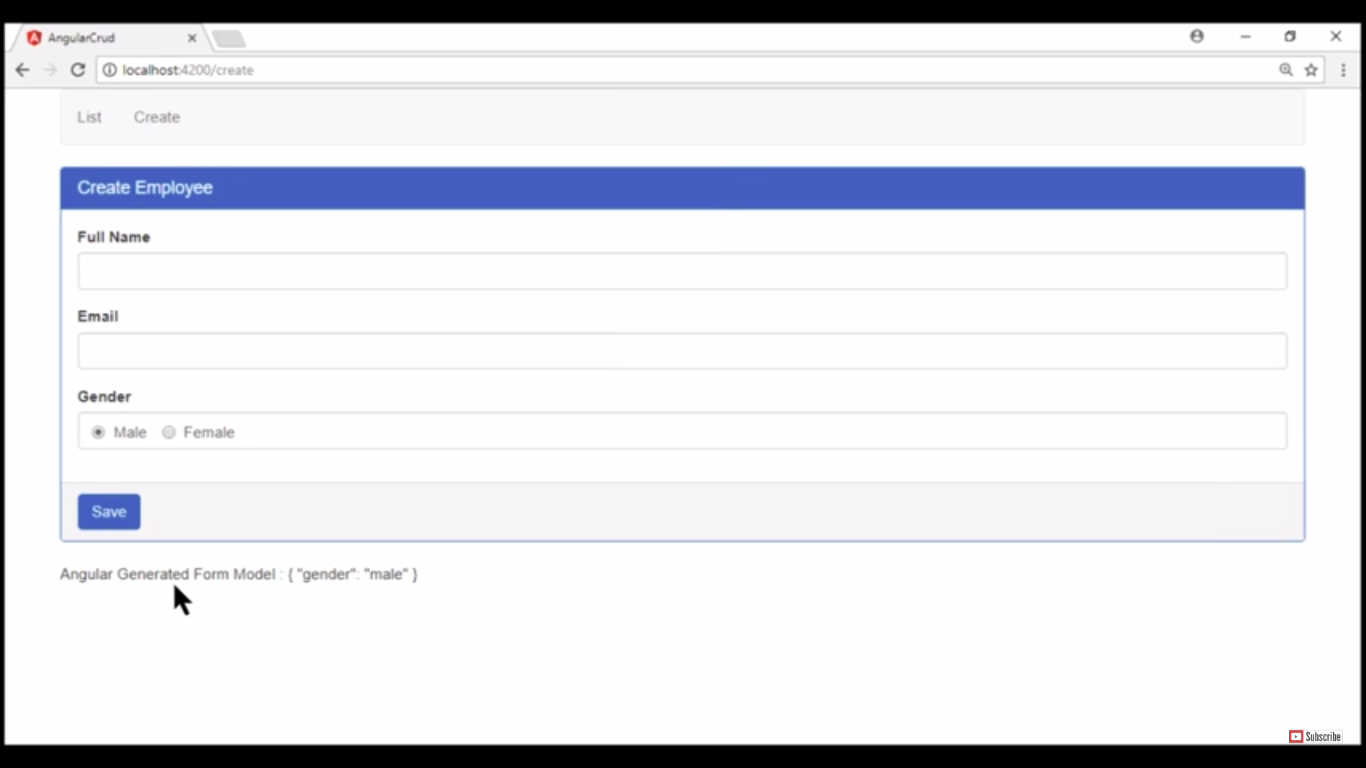 AngularCrud
localhost:4200/create
List Create
Create Employee
Full Name
Email
Gender
Male Female
Save
Angular Generated Form Model : { "gender": "male" }
Subscribe